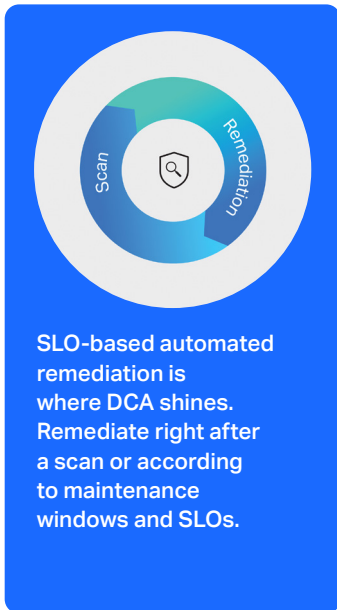 Scan
Remediation
SLO-based automated
remediation is
where DCA shines.
Remediate right after
a scan or according
to maintenance
windows and SLOs.